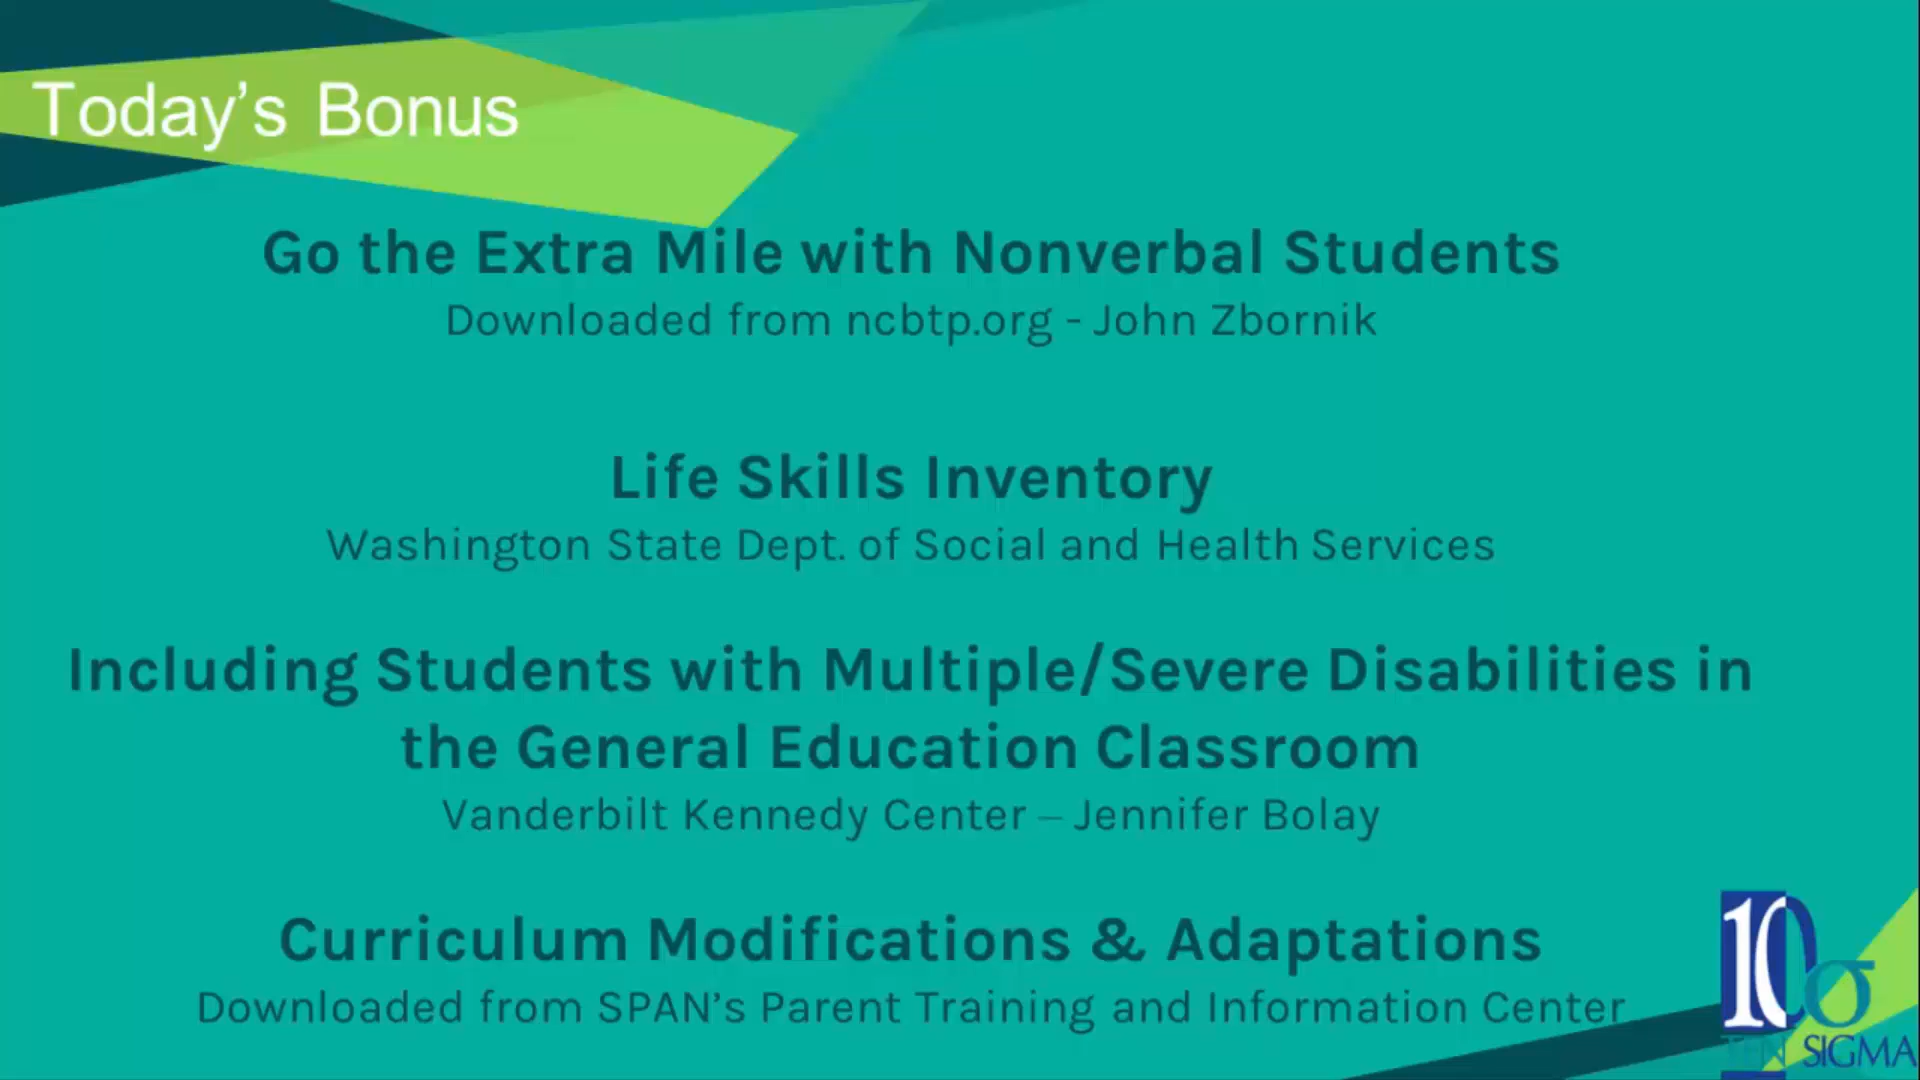 Today’s Bonus
Go the Extra Mile with Nonverbal Students
Downloaded from ncbtp.org - John Zbornik
Life Skills Inventory
Washington State Dept. of Social and Health Services
Including Students with Multiple/Severe Disabilities in
the General Education Classroom
Vanderbilt Kennedy Center – Jennifer Bolay
Curriculum Modifications & Adaptations
Downloaded from SPAN’s Parent Training and Information Center
10σ
TEN SIGMA